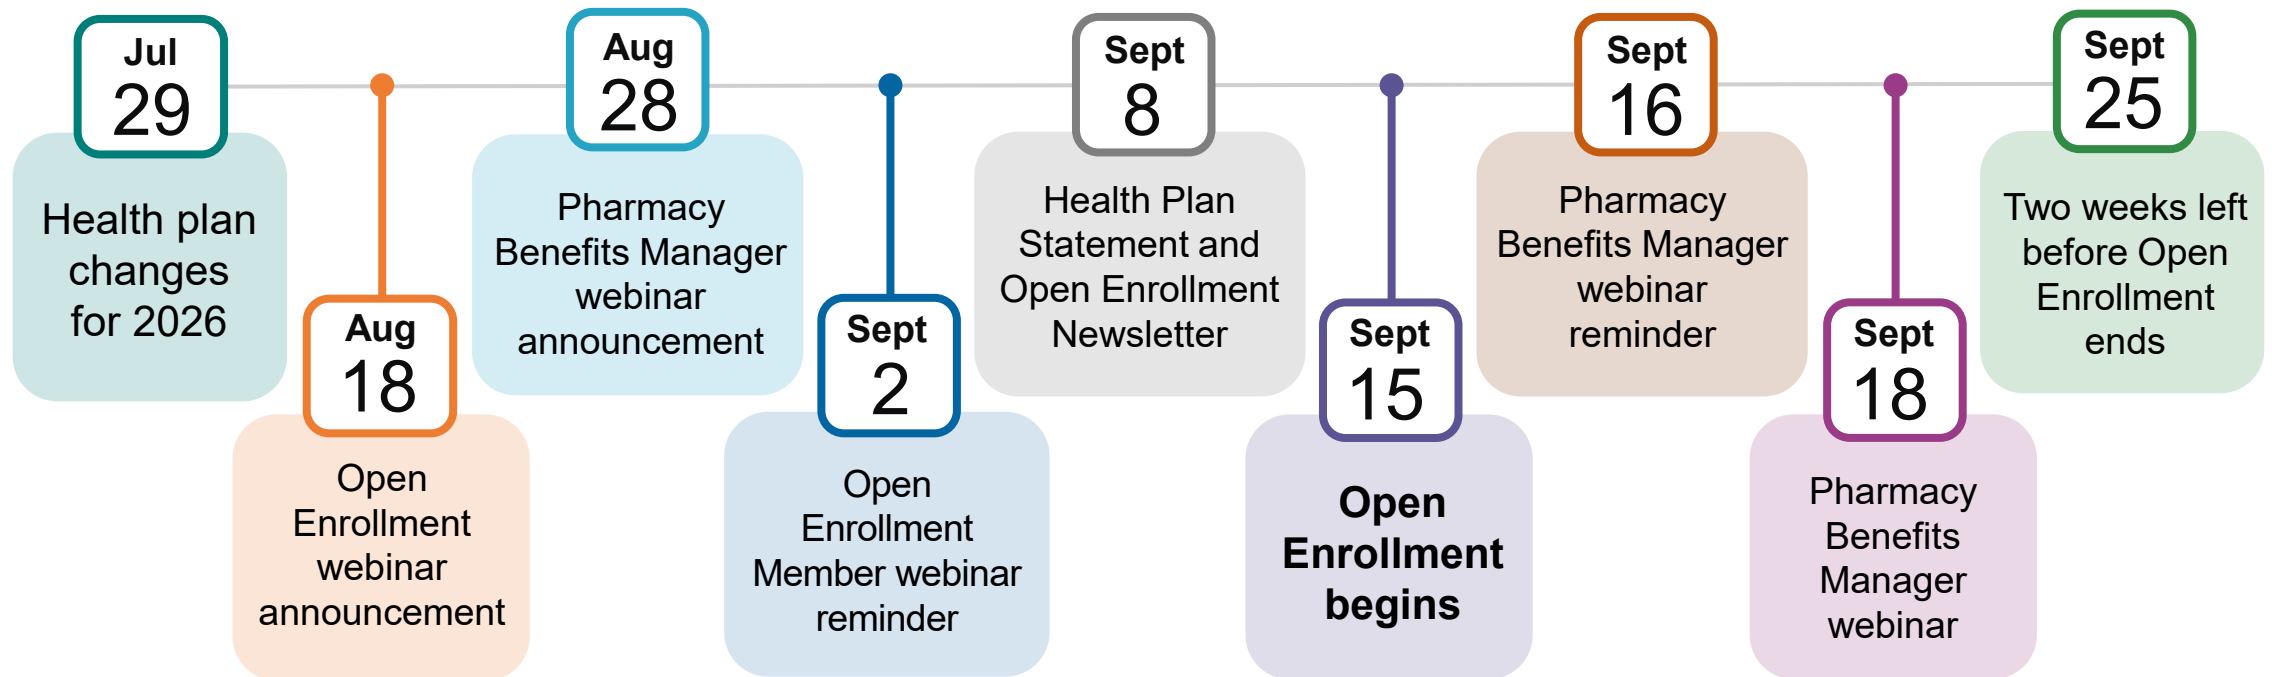 Jul
29
Health plan
changes
for 2026
Aug
18
Open
Enrollment
webinar
announcement
Aug
28
Pharmacy
Benefits Manager
webinar
announcement
Sept
2
Open
Enrollment
Member webinar
reminder
Sept
8
Health Plan
Statement and
Open Enrollment
Newsletter
Sept
15
Open
Enrollment
begins
Sept
16
Pharmacy
Benefits Manager
webinar
reminder
Sept
18
Pharmacy
Benefits
Manager
webinar
Sept
25
Two weeks left
before Open
Enrollment
ends